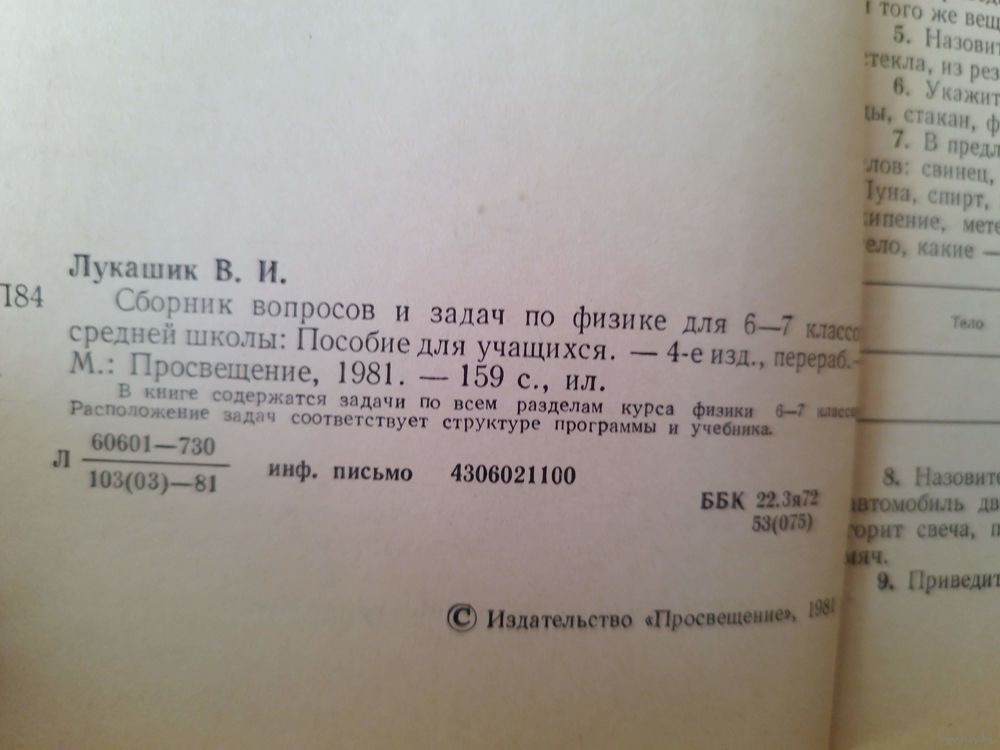 Лукашик В. И.
Л84
Сборник вопросов и задач по физике для 6—7 классо
средней школы: Пособие для учащихся. — 4-е изд., перераб.—
М.: Просвещение, 1981. — 159 с., ил.
В книге содержатся задачи по всем разделам курса физики 6—7 классо
Расположение задач соответствует структуре программы и учебника.
Л 60601—730
103(03)—81
инф. письмо 4306021100
ББК 22.3я72
53(075)
© Издательство «Просвещение», 1981
того же вещ
5. Назовит
стекла, из рез
6. Укажит
ды, стакан, ф
7. В предл
лов: свинец,
Луна, спирт,
кипение, мете
тело, какие —
Тело
8. Назовите
автомобиль дв
горит свеча, п
мяч.
9. Приведит